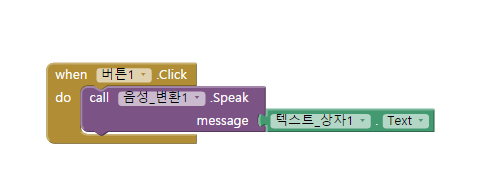 when 버튼1 .Click
do call 음성_변환1 .Speak
message 텍스트_상자1 . Text